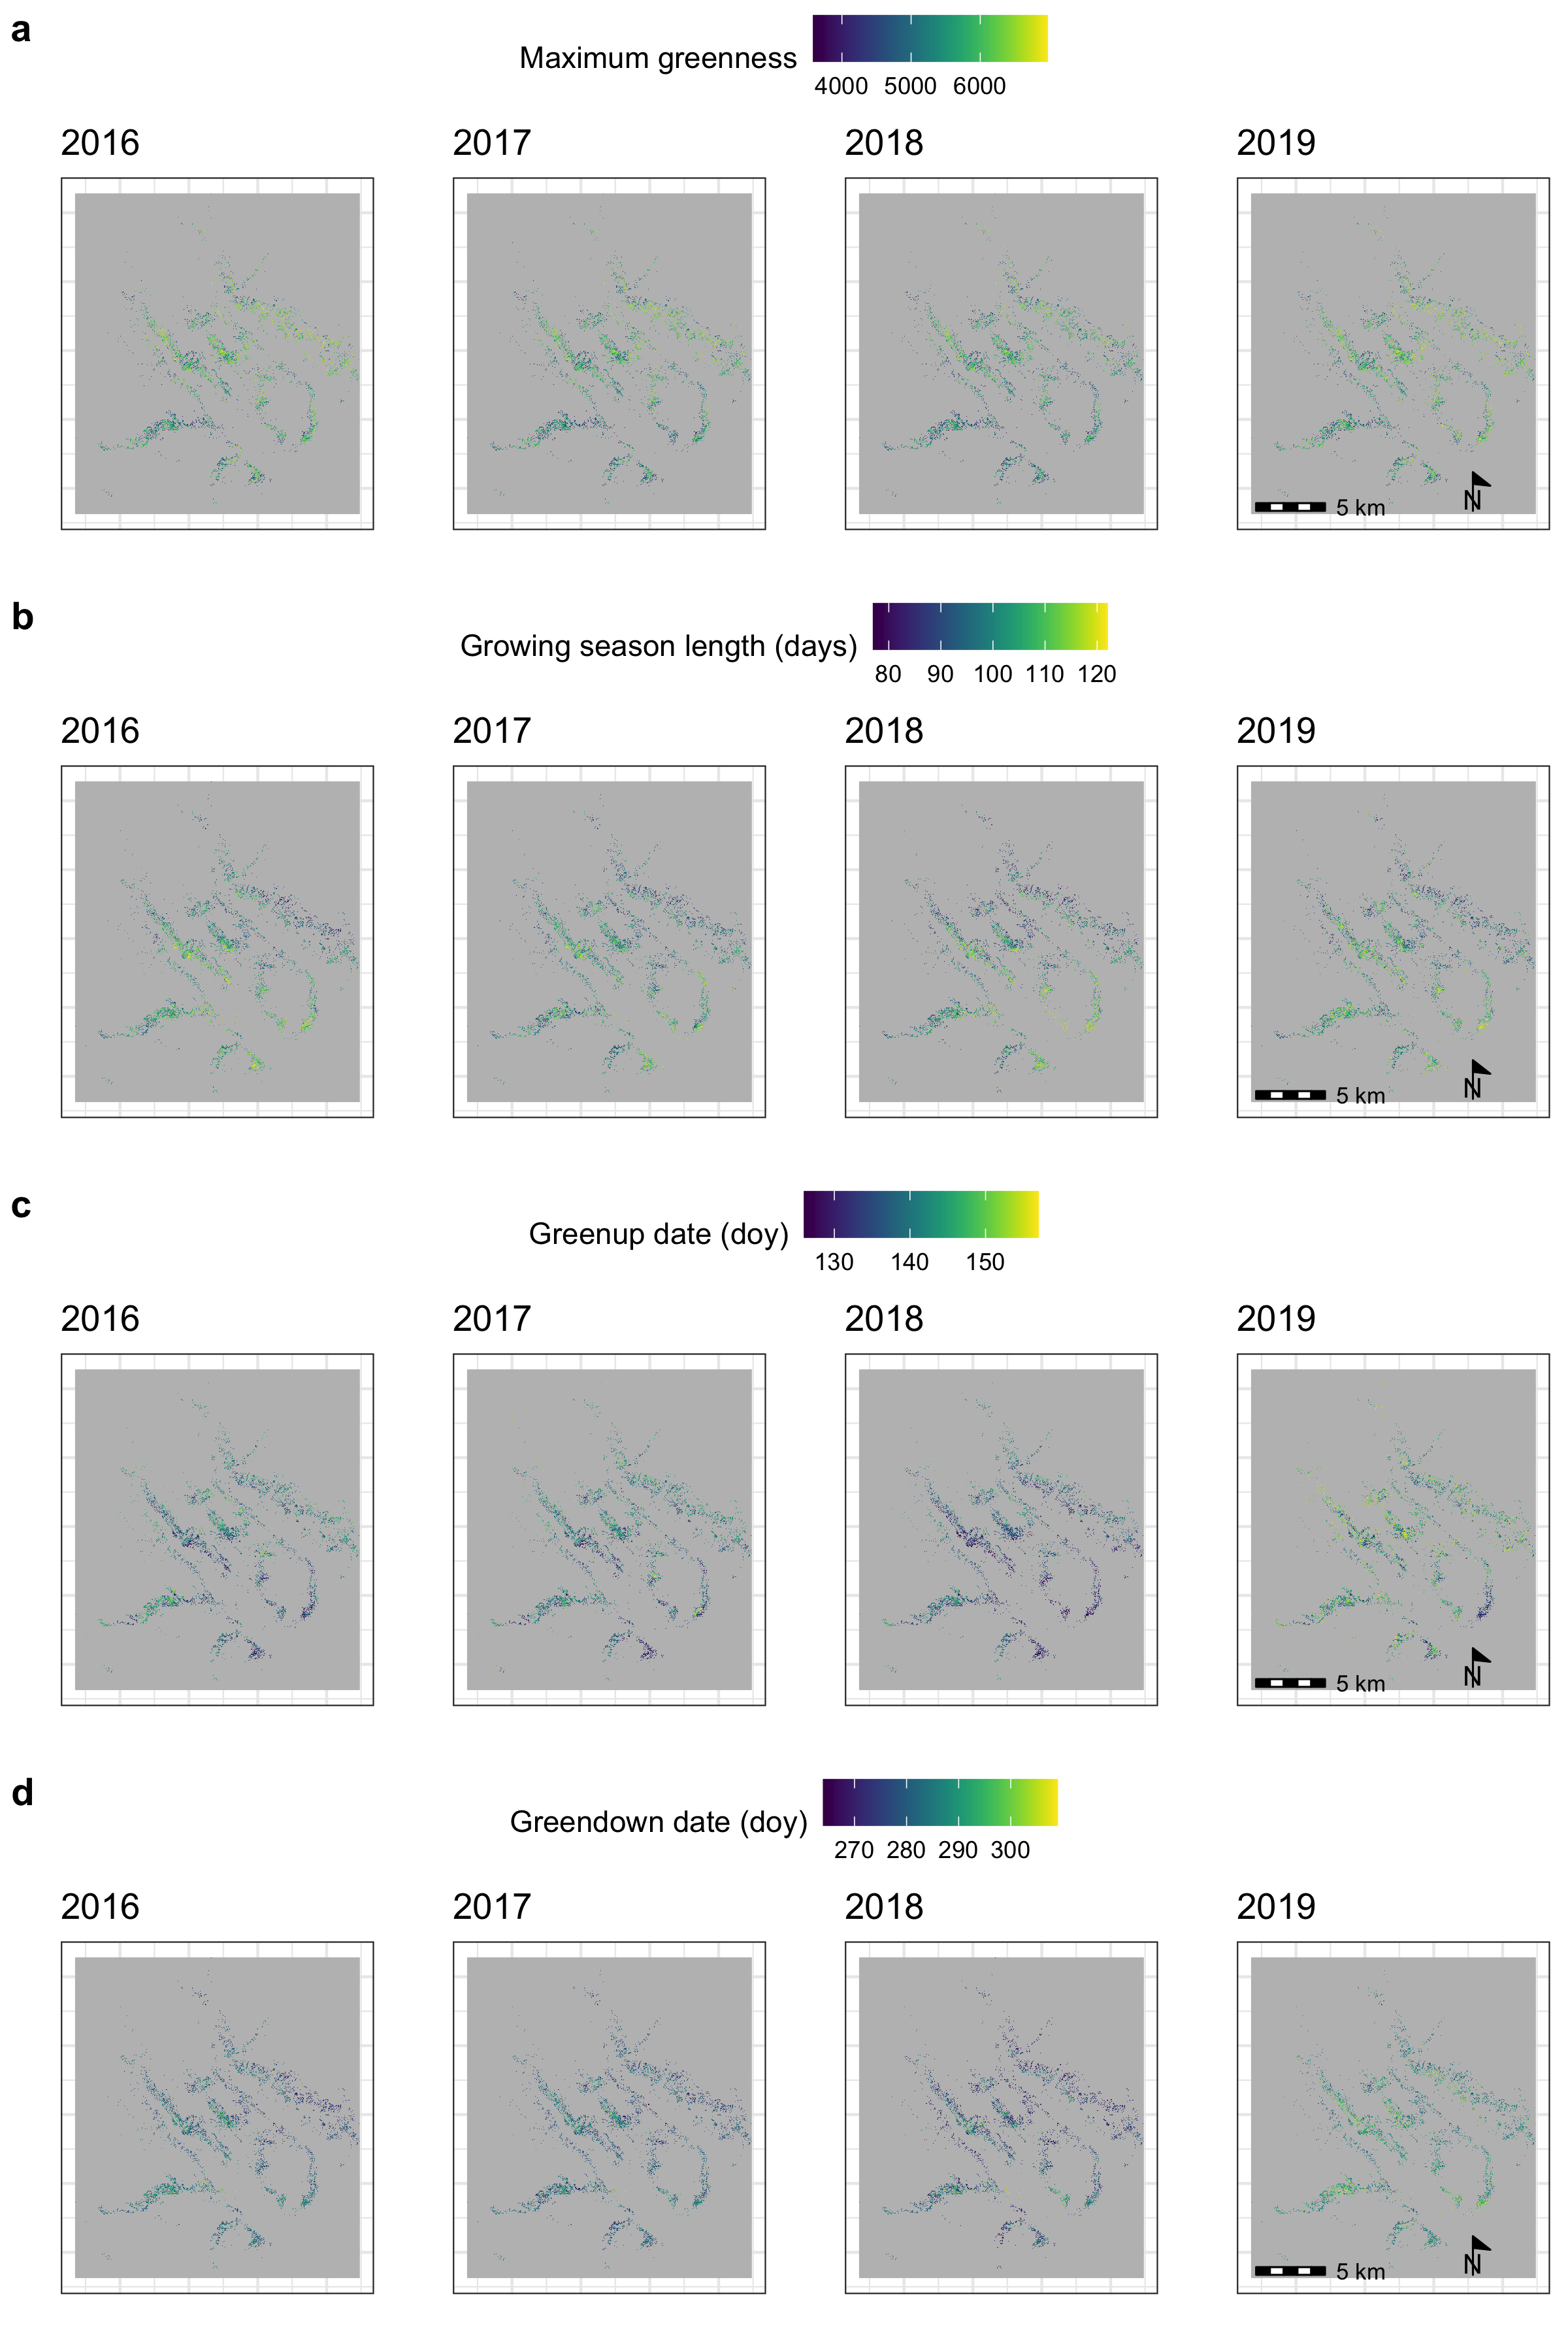 a
Maximum greenness
4000 5000 6000
2016 2017 2018 2019
5 km N
b
Growing season length (days)
80 90 100 110 120
2016 2017 2018 2019
5 km N
c
Greenup date (doy)
130 140 150
2016 2017 2018 2019
5 km N
d
Greendown date (doy)
270 280 290 300
2016 2017 2018 2019
5 km N